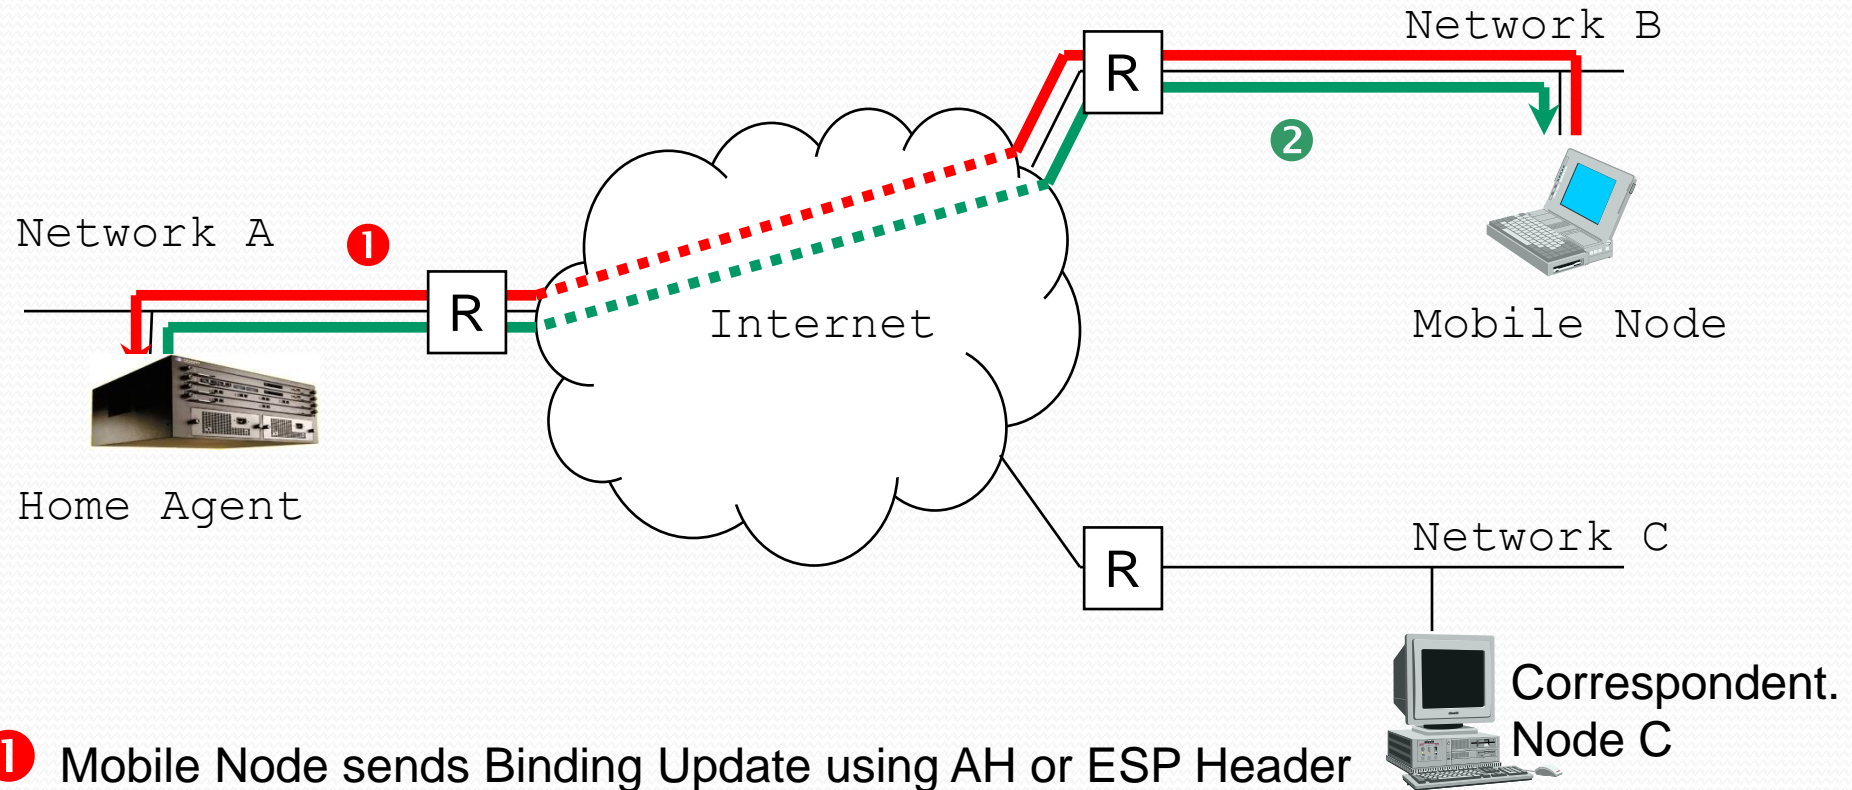 Network B
R
❷
Network A
❶
R
Internet
Mobile Node
Home Agent
Network C
R
Correspondent.
Node C
❶ Mobile Node sends Binding Update using AH or ESP Header